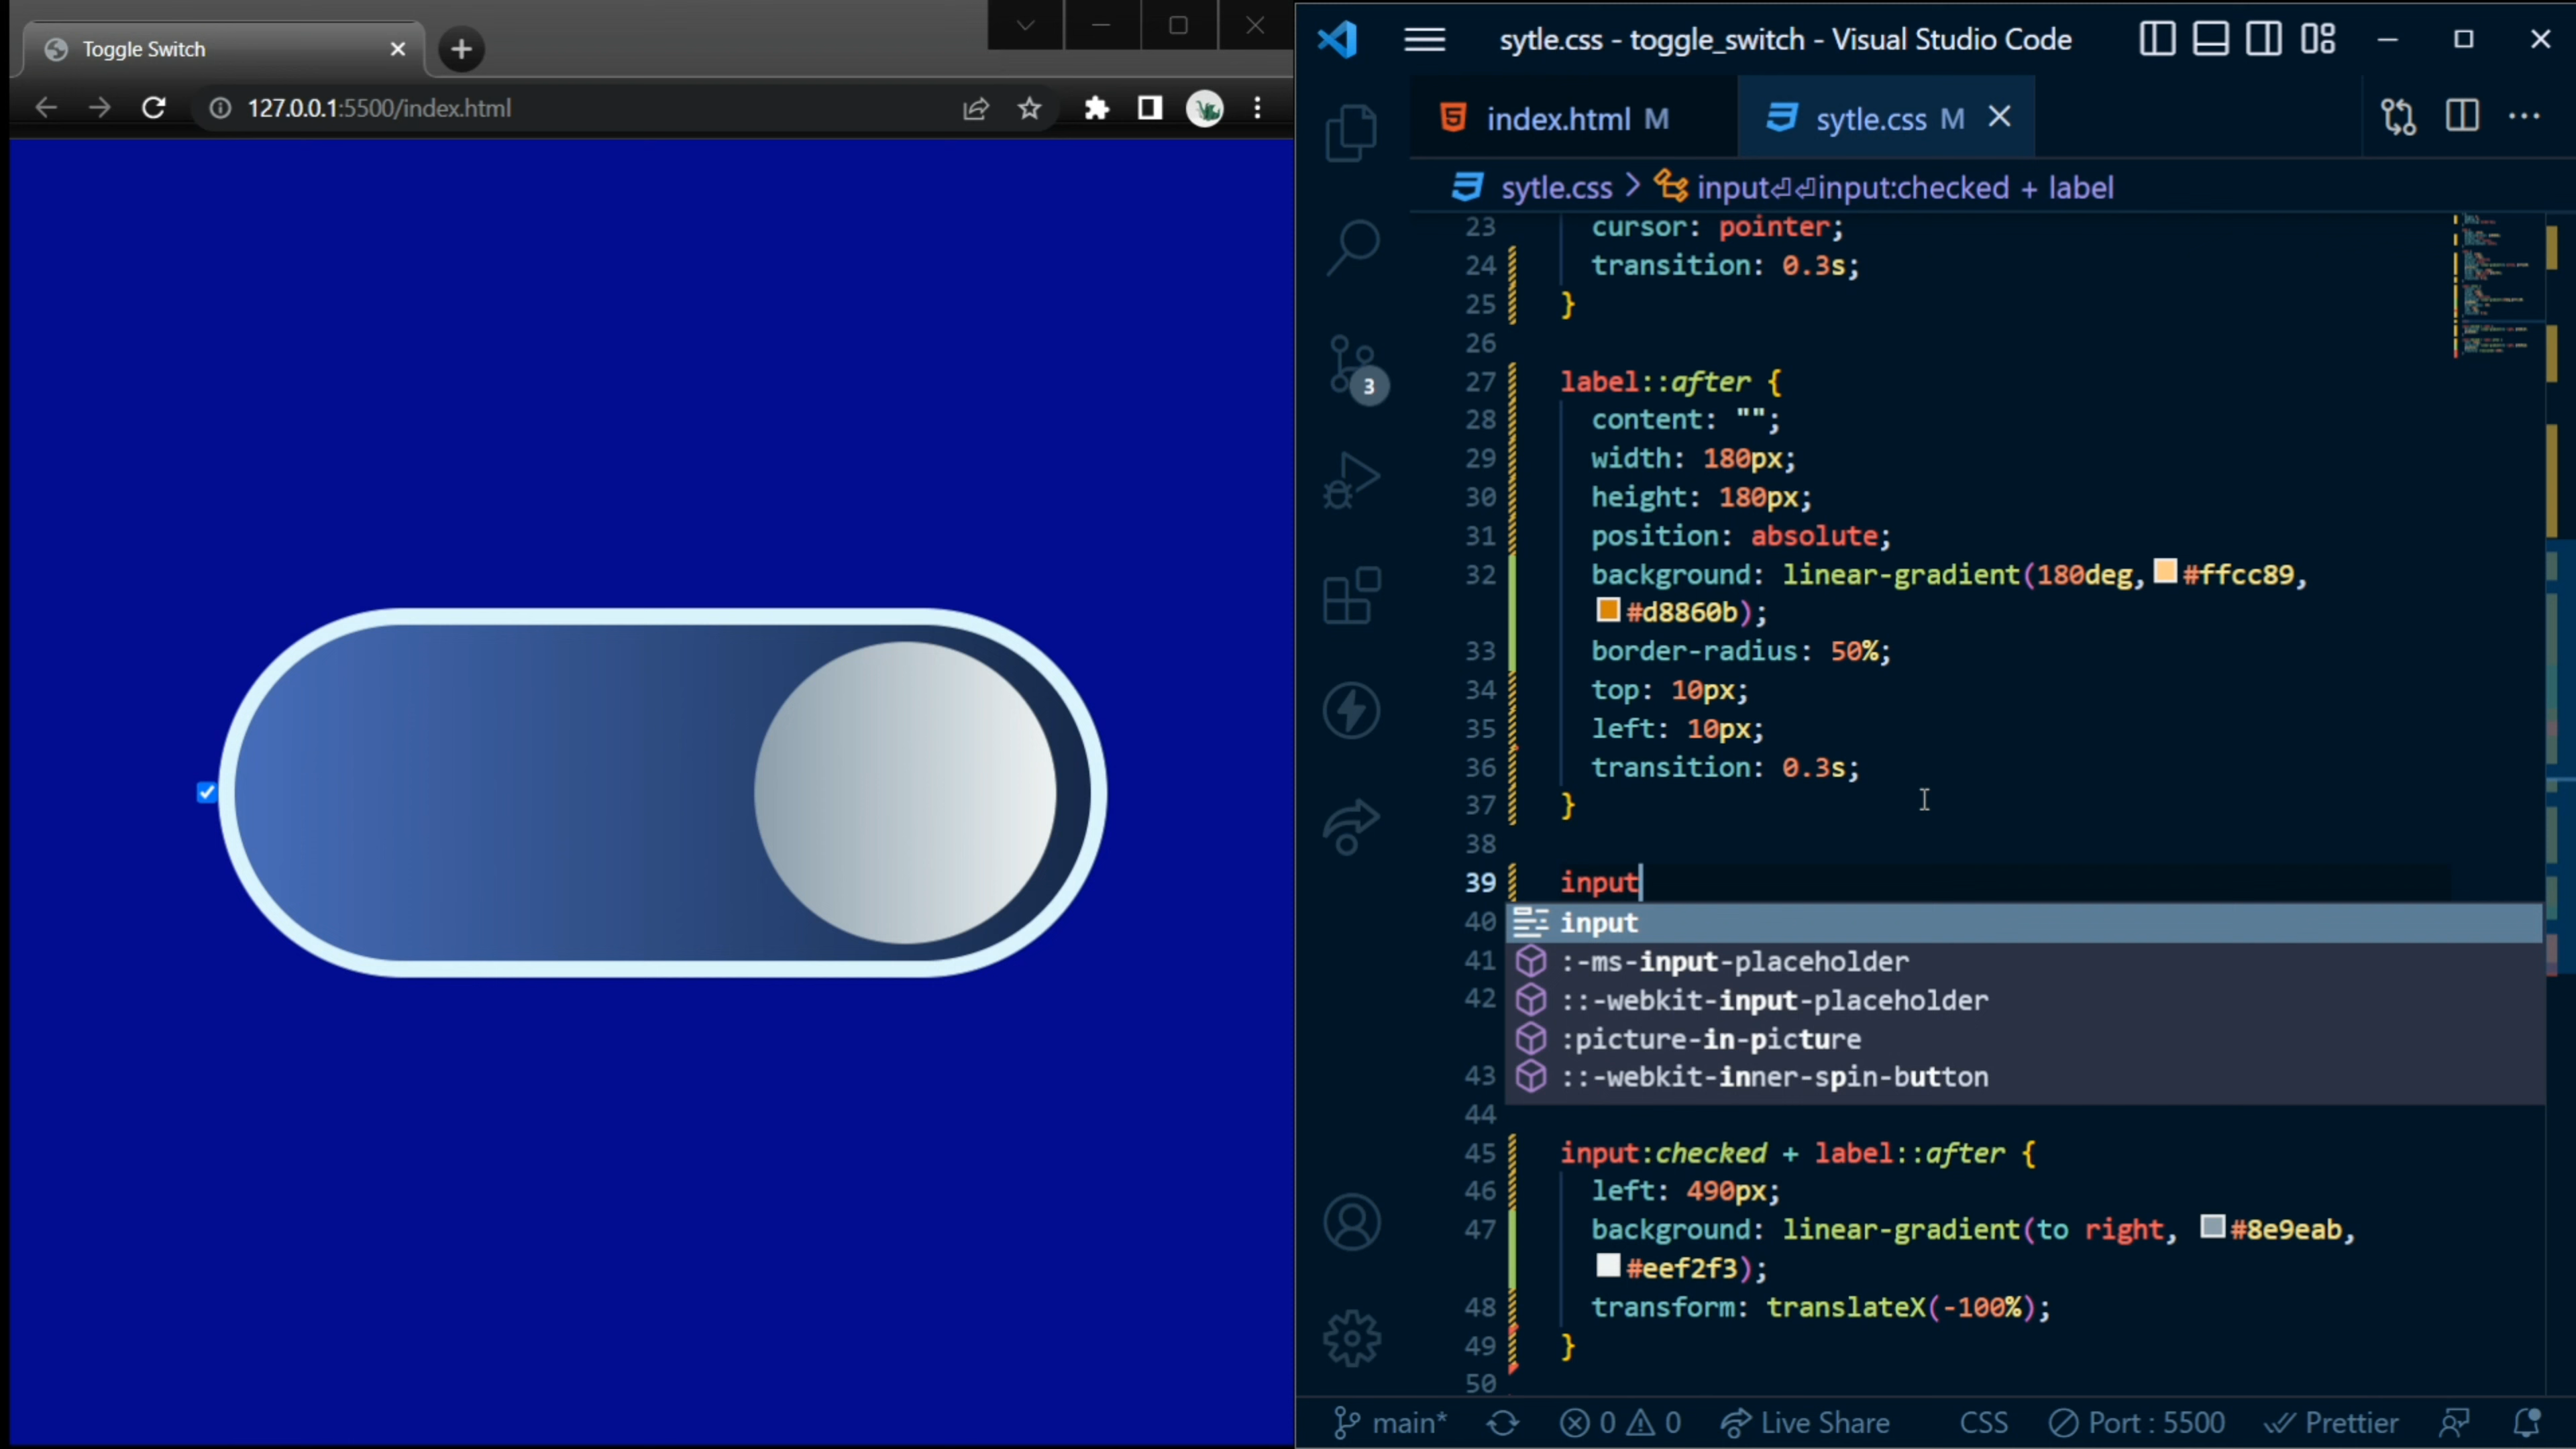 Toggle Switch
127.0.0.1:5500/index.html
sytle.css - toggle_switch - Visual Studio Code
index.html M
sytle.css M
sytle.css > input⏎⏎input:checked + label
23 cursor: pointer;
24 transition: 0.3s;
25 }
26
27 label::after {
28 content: "";
29 width: 180px;
30 height: 180px;
31 position: absolute;
32 background: linear-gradient(180deg, #ffcc89,
#d8860b);
33 border-radius: 50%;
34 top: 10px;
35 left: 10px;
36 transition: 0.3s;
37 }
38
39 input
40 input
41 :-ms-input-placeholder
42 ::-webkit-input-placeholder
:picture-in-picture
43 ::-webkit-inner-spin-button
44
45 input:checked + label::after {
46 left: 490px;
47 background: linear-gradient(to right, #8e9eab,
#eef2f3);
48 transform: translateX(-100%);
49 }
50
3
main* 0 0 Live Share CSS Port : 5500 Prettier